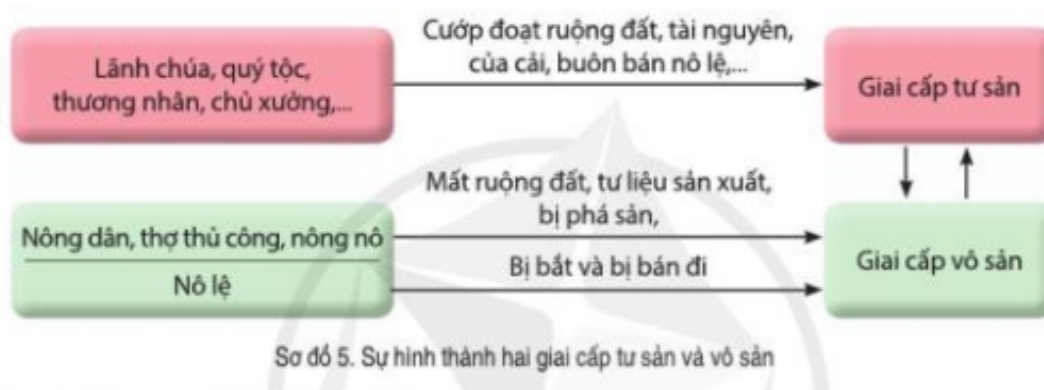 Lãnh chúa, quý tộc,
thương nhân, chủ xưởng,...
Cướp đoạt ruộng đất, tài nguyên,
của cải, buôn bán nô lệ,...
Giai cấp tư sản
Nông dân, thợ thủ công, nông nô
Nô lệ
Mất ruộng đất, tư liệu sản xuất,
bị phá sản,
Bị bắt và bị bán đi
Giai cấp vô sản
Sơ đồ 5. Sự hình thành hai giai cấp tư sản và vô sản